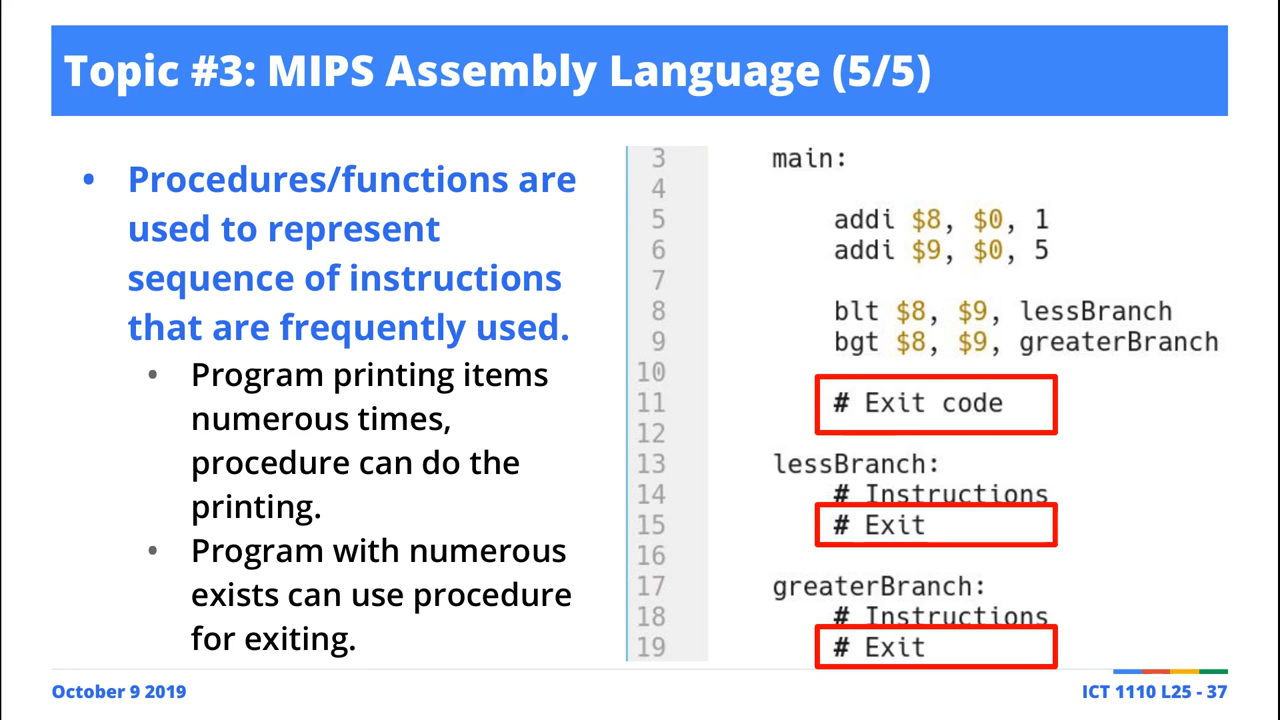 Topic #3: MIPS Assembly Language (5/5)
• Procedures/functions are
used to represent
sequence of instructions
that are frequently used.
• Program printing items
numerous times,
procedure can do the
printing.
• Program with numerous
exists can use procedure
for exiting.
3 main:
4
5 addi $8, $0, 1
6 addi $9, $0, 5
7
8 blt $8, $9, lessBranch
9 bgt $8, $9, greaterBranch
10
11 # Exit code
12
13 lessBranch:
14 # Instructions
15 # Exit
16
17 greaterBranch:
18 # Instructions
19 # Exit
October 9 2019
ICT 1110 L25 - 37